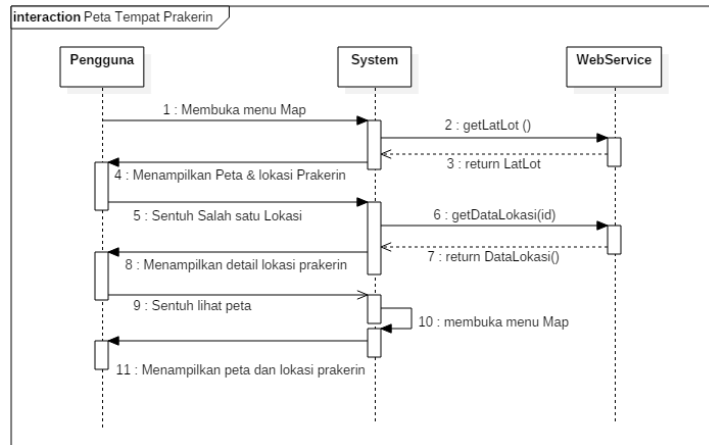 interaction Peta Tempat Prakerin
Pengguna
System
WebService
1 : Membuka menu Map
2 : getLatLot ()
3 : return LatLot
4 : Menampilkan Peta & lokasi Prakerin
5 : Sentuh Salah satu Lokasi
6 : getDataLokasi(id)
7 : return DataLokasi()
8 : Menampilkan detail lokasi prakerin
9 : Sentuh lihat peta
10 : membuka menu Map
11 : Menampilkan peta dan lokasi prakerin